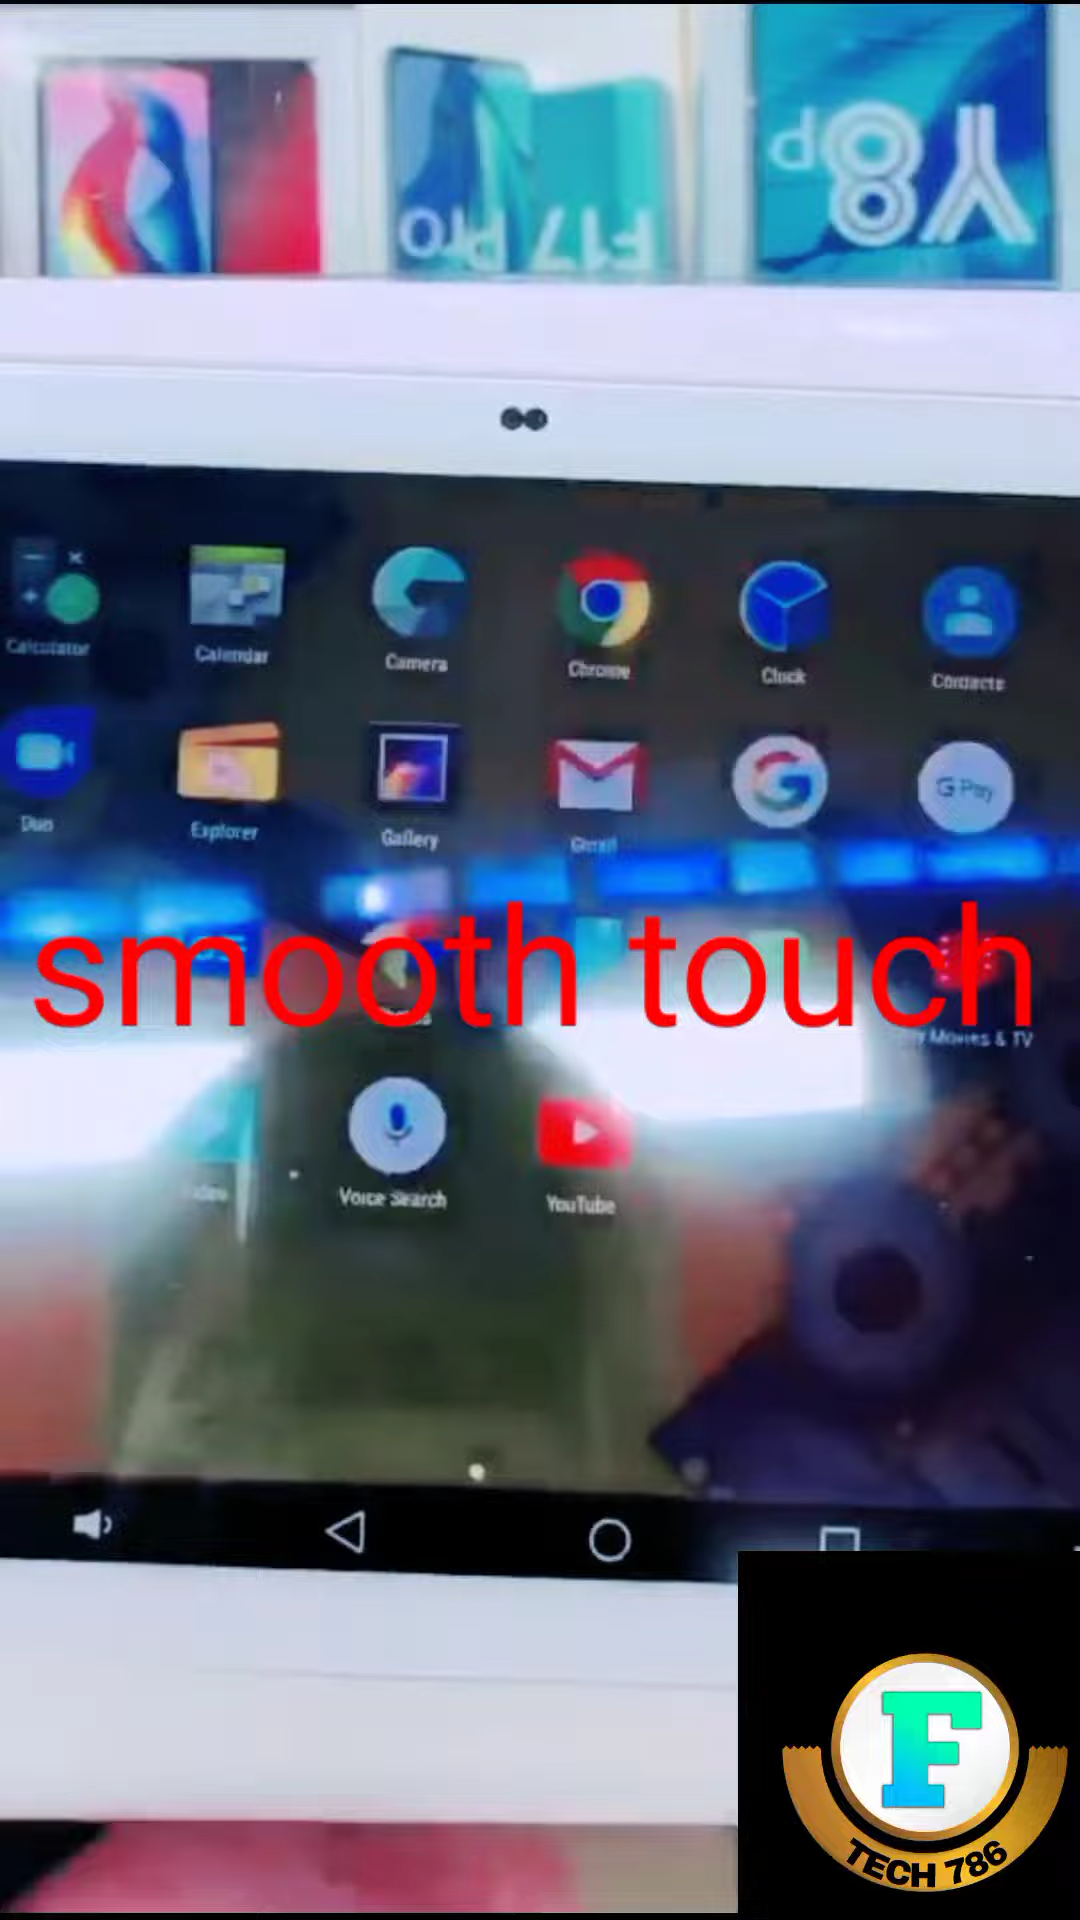 F17 Pro
Y8p
Calculator
Calendar
Camera
Chrome
Clock
Contacts
Duo
Explorer
Gallery
Gmail
G Pay
smooth touch
Movies & TV
Voice Search
YouTube
F
TECH 786